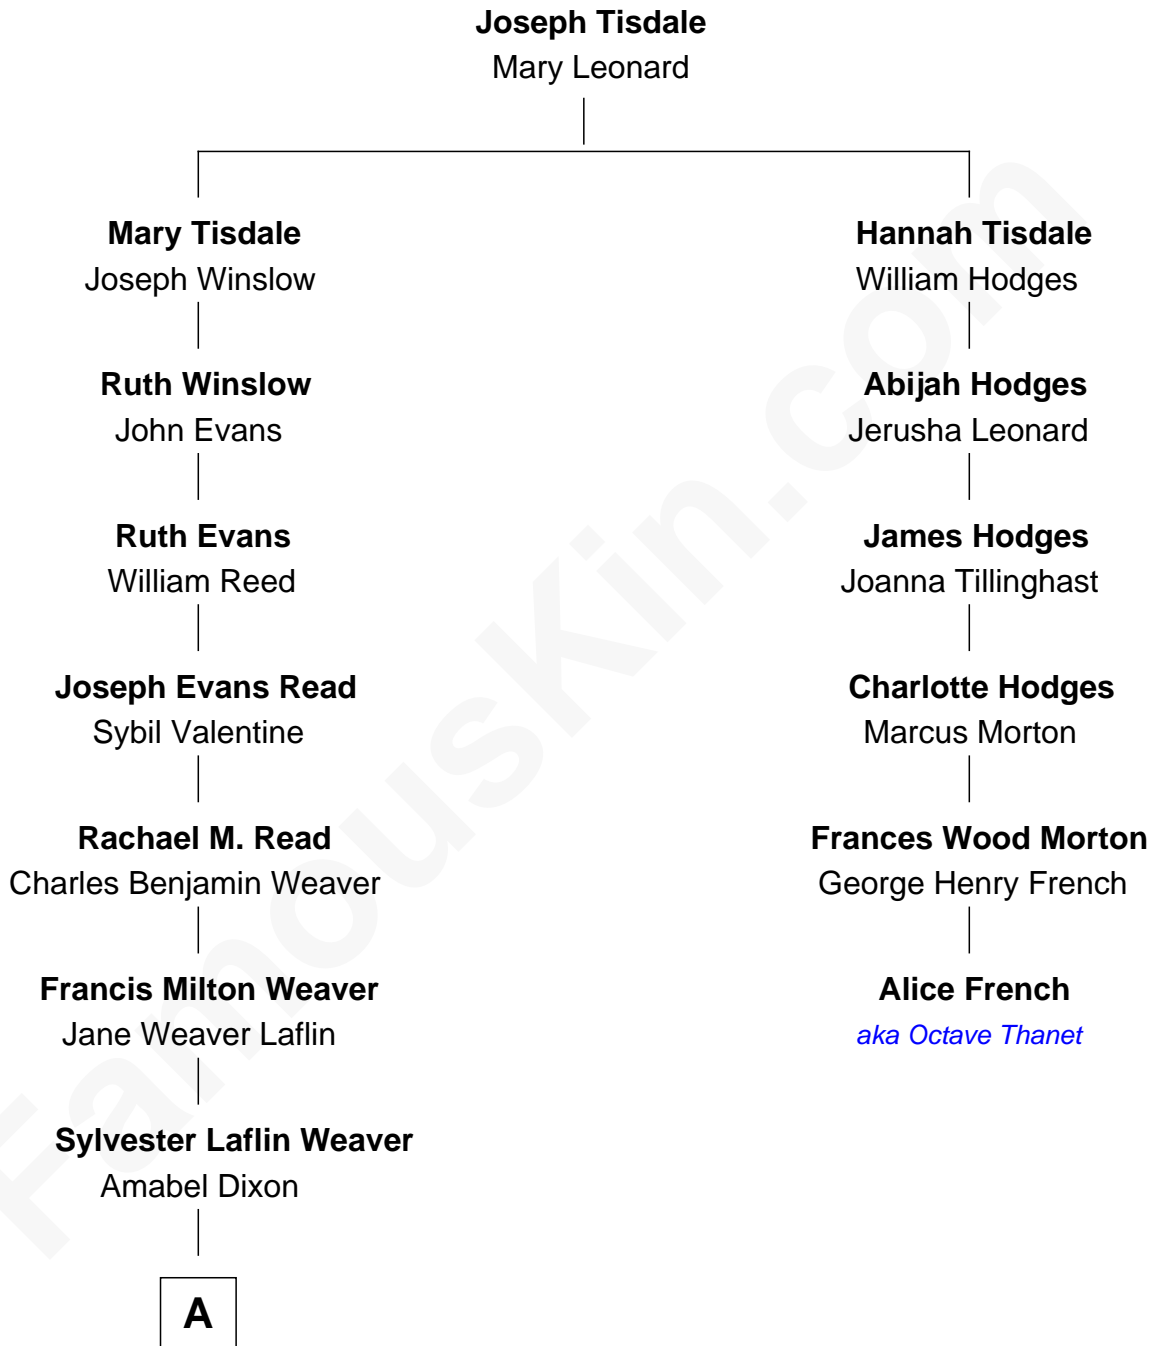 Joseph Tisdale
Mary Leonard
Mary Tisdale
Joseph Winslow
Ruth Winslow
John Evans
Ruth Evans
William Reed
Joseph Evans Read
Sybil Valentine
Rachael M. Read
Charles Benjamin Weaver
Francis Milton Weaver
Jane Weaver Laflin
Sylvester Laflin Weaver
Amabel Dixon
A
Hannah Tisdale
William Hodges
Abijah Hodges
Jerusha Leonard
James Hodges
Joanna Tillinghast
Charlotte Hodges
Marcus Morton
Frances Wood Morton
George Henry French
Alice French
aka Octave Thanet
FamousKin.com